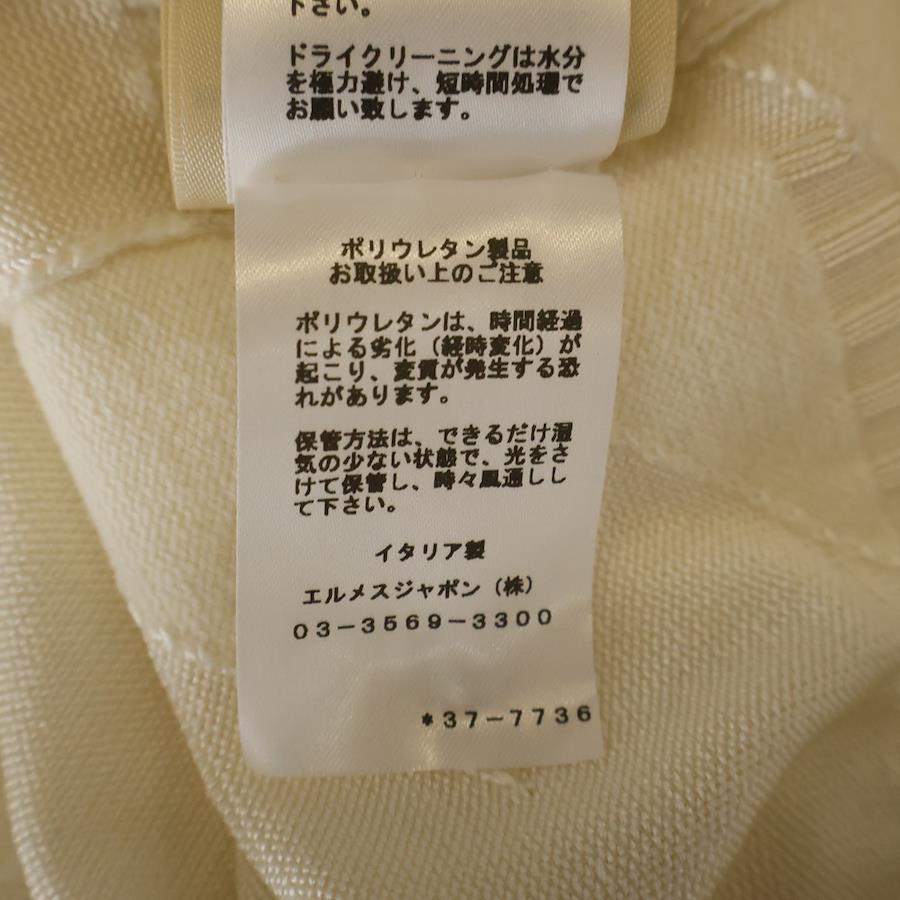 下さい。
ドライクリーニングは水分
を極力避け、短時間処理で
お願い致します。
ポリウレタン製品
お取扱い上のご注意
ポリウレタンは、時間経過
による劣化（経時変化）が
起こり、変質が発生する恐
れがあります。
保管方法は、できるだけ湿
気の少ない状態で、光をさ
けて保管し、時々風通しし
て下さい。
イタリア製
エルメスジャポン（株）
03-3569-3300
*37-7736